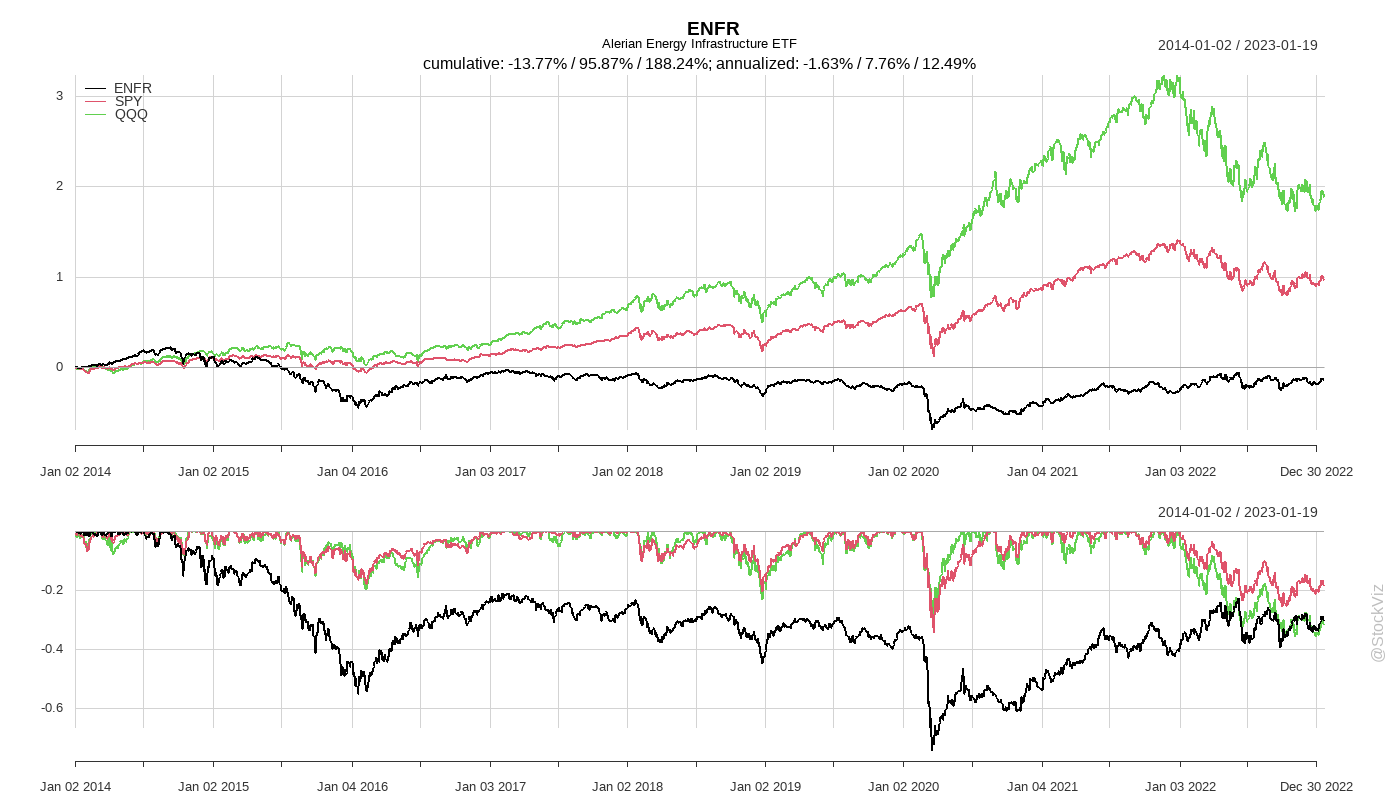 ENFR
Alerian Energy Infrastructure ETF
2014-01-02 / 2023-01-19
cumulative: -13.77% / 95.87% / 188.24%; annualized: -1.63% / 7.76% / 12.49%
ENFR
SPY
QQQ
3
2
1
0
Jan 02 2014 Jan 02 2015 Jan 04 2016 Jan 03 2017 Jan 02 2018 Jan 02 2019 Jan 02 2020 Jan 04 2021 Jan 03 2022 Dec 30 2022
2014-01-02 / 2023-01-19
-0.2
-0.4
-0.6
Jan 02 2014 Jan 02 2015 Jan 04 2016 Jan 03 2017 Jan 02 2018 Jan 02 2019 Jan 02 2020 Jan 04 2021 Jan 03 2022 Dec 30 2022
@StockViz